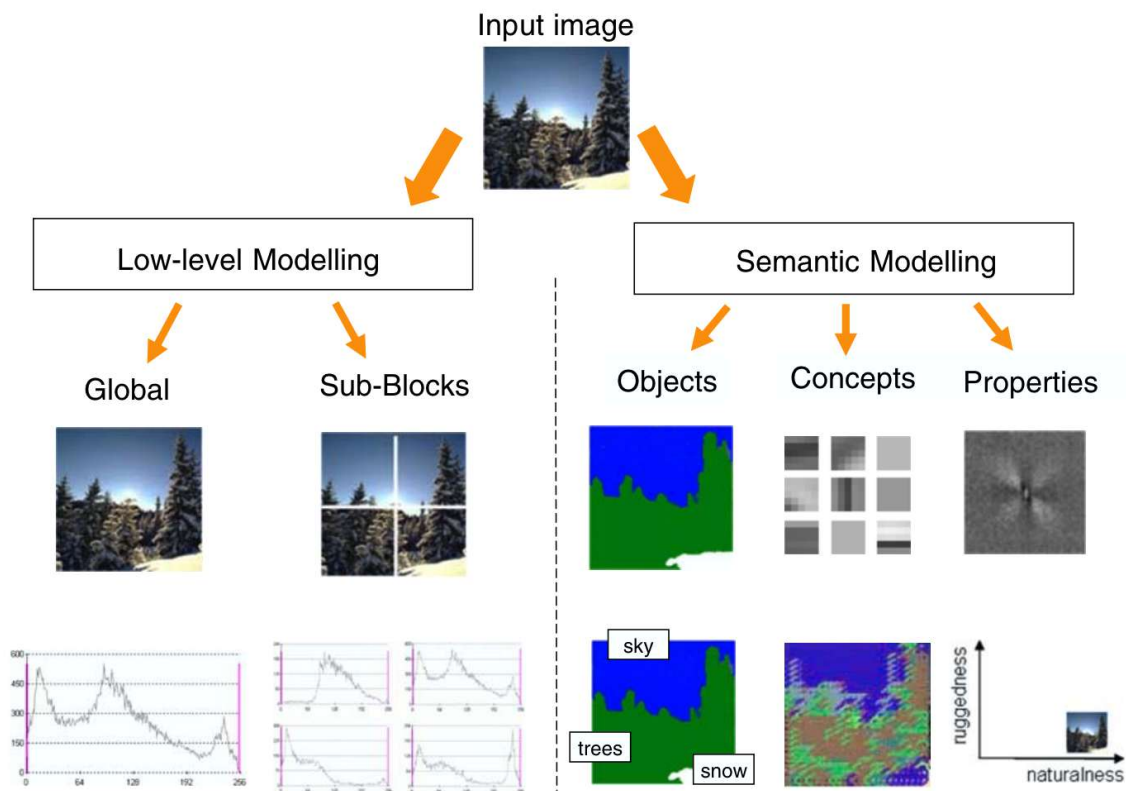 Input image
Low-level Modelling
Semantic Modelling
Global
Sub-Blocks
Objects
Concepts
Properties
600
450
300
150
0
0
64
128
192
256
sky
trees
snow
ruggedness
naturalness